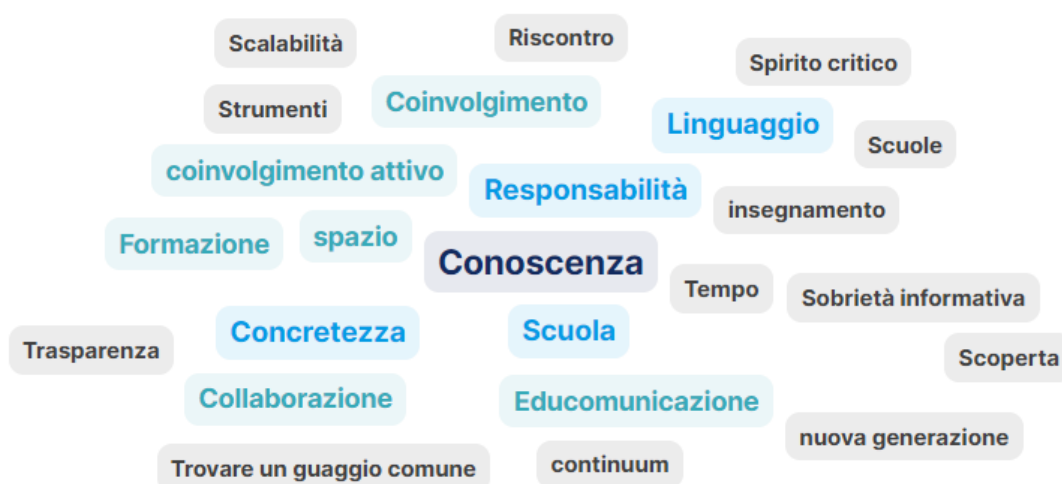 Scalabilità
Riscontro
Spirito critico
Strumenti
Coinvolgimento
Linguaggio
Scuole
coinvolgimento attivo
Responsabilità
insegnamento
Formazione
spazio
Conoscenza
Tempo
Sobrietà informativa
Trasparenza
Concretezza
Scuola
Scoperta
Collaborazione
Educomunicazione
nuova generazione
Trovare un guaggio comune
continuum